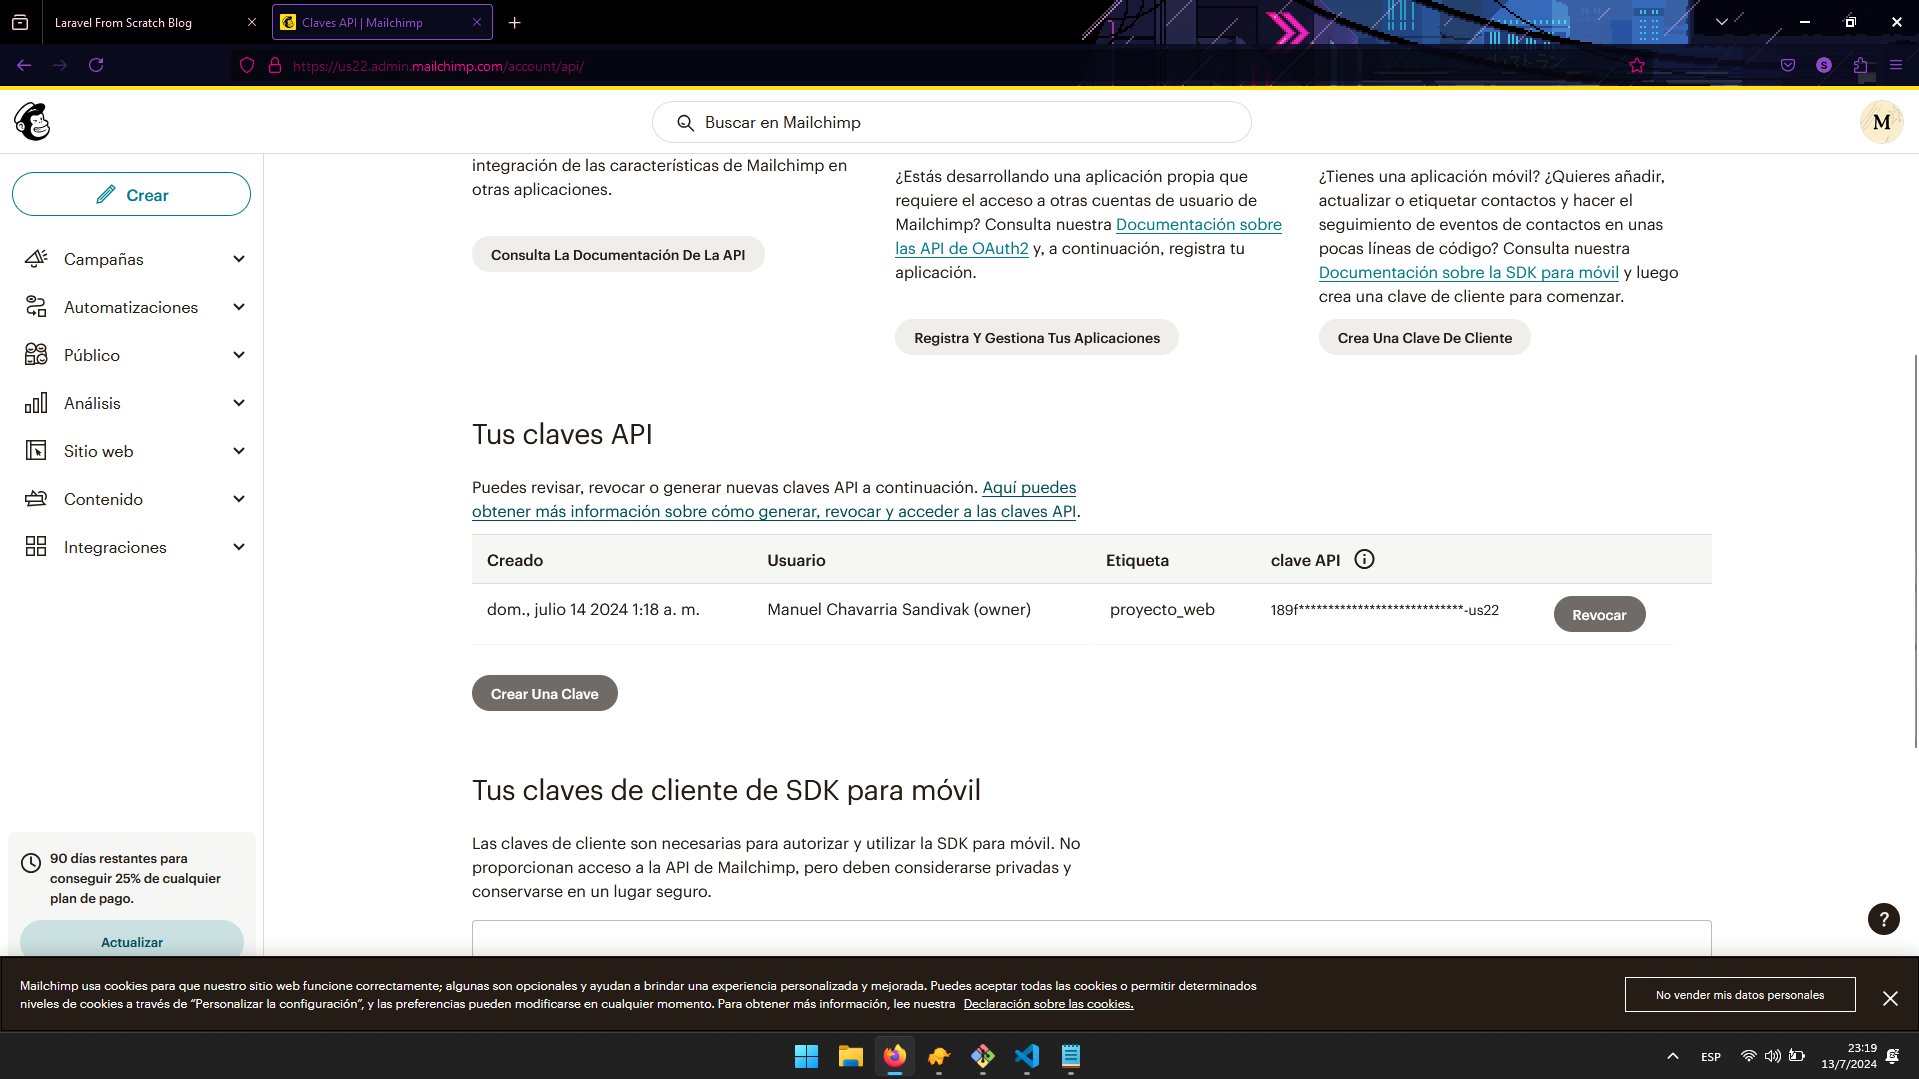 Laravel From Scratch Blog
Claves API | Mailchimp
https://us22.admin.mailchimp.com/account/api/
S
Buscar en Mailchimp
M
Crear
Campañas
Automatizaciones
Público
Análisis
Sitio web
Contenido
Integraciones
90 días restantes para
conseguir 25% de cualquier
plan de pago.
Actualizar
integración de las características de Mailchimp en
otras aplicaciones.
Consulta La Documentación De La API
¿Estás desarrollando una aplicación propia que
requiere el acceso a otras cuentas de usuario de
Mailchimp? Consulta nuestra Documentación sobre
las API de OAuth2 y, a continuación, registra tu
aplicación.
Registra Y Gestiona Tus Aplicaciones
¿Tienes una aplicación móvil? ¿Quieres añadir,
actualizar o etiquetar contactos y hacer el
seguimiento de eventos de contactos en unas
pocas líneas de código? Consulta nuestra
Documentación sobre la SDK para móvil y luego
crea una clave de cliente para comenzar.
Crea Una Clave De Cliente
Tus claves API
Puedes revisar, revocar o generar nuevas claves API a continuación. Aquí puedes
obtener más información sobre cómo generar, revocar y acceder a las claves API.
Creado Usuario Etiqueta clave API
dom., julio 14 2024 1:18 a. m. Manuel Chavarria Sandivak (owner) proyecto_web 189f****************************-us22 Revocar
Crear Una Clave
Tus claves de cliente de SDK para móvil
Las claves de cliente son necesarias para autorizar y utilizar la SDK para móvil. No
proporcionan acceso a la API de Mailchimp, pero deben considerarse privadas y
conservarse en un lugar seguro.
?
Mailchimp usa cookies para que nuestro sitio web funcione correctamente; algunas son opcionales y ayudan a brindar una experiencia personalizada y mejorada. Puedes aceptar todas las cookies o permitir determinados
niveles de cookies a través de “Personalizar la configuración”, y las preferencias pueden modificarse en cualquier momento. Para obtener más información, lee nuestra Declaración sobre las cookies.
No vender mis datos personales
ESP
23:19
13/7/2024